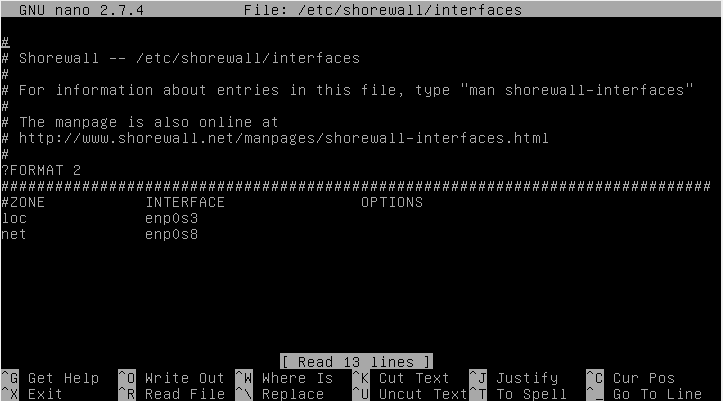 GNU nano 2.7.4 File: /etc/shorewall/interfaces
#
# Shorewall -- /etc/shorewall/interfaces
#
# For information about entries in this file, type "man shorewall-interfaces"
#
# The manpage is also online at
# http://www.shorewall.net/manpages/shorewall-interfaces.html
#
?FORMAT 2
###############################################################################
#ZONE INTERFACE OPTIONS
loc enp0s3
net enp0s8
[ Read 13 lines ]
^G Get Help ^O Write Out ^W Where Is ^K Cut Text ^J Justify ^C Cur Pos
^X Exit ^R Read File ^\ Replace ^U Uncut Text ^T To Spell ^_ Go To Line